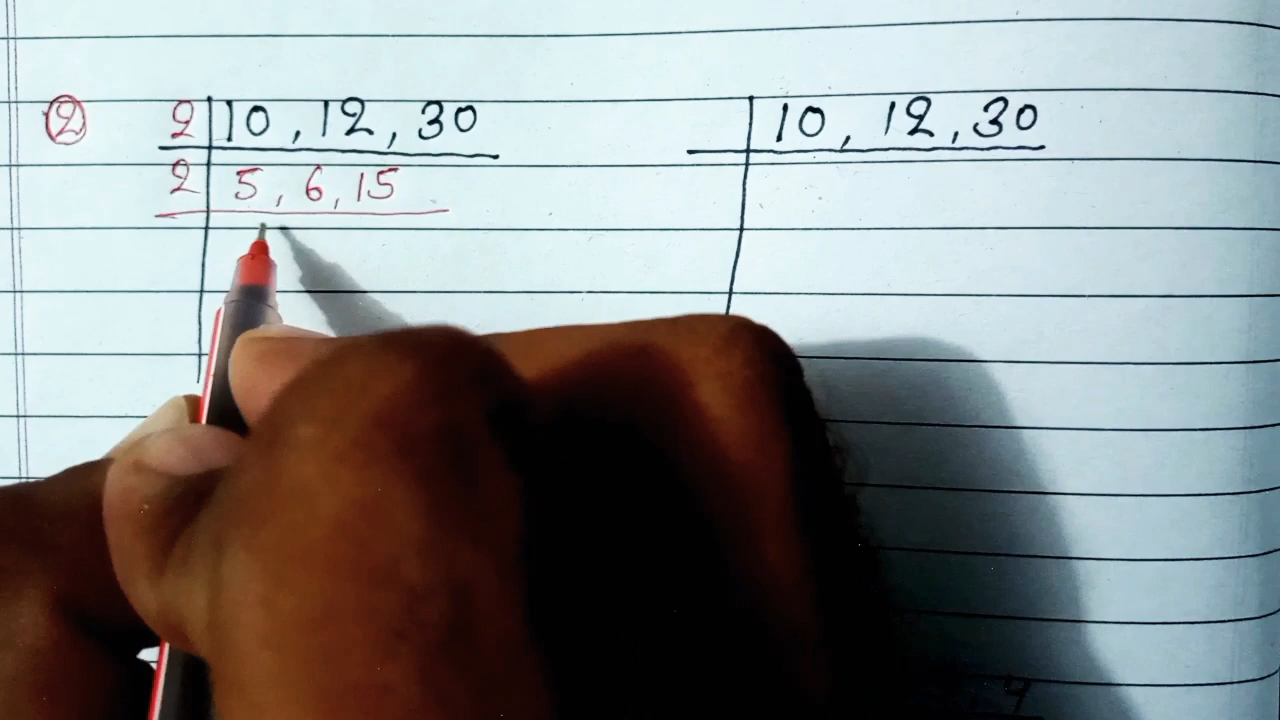 ② 2 10, 12, 30
2 5, 6, 15
10, 12, 30